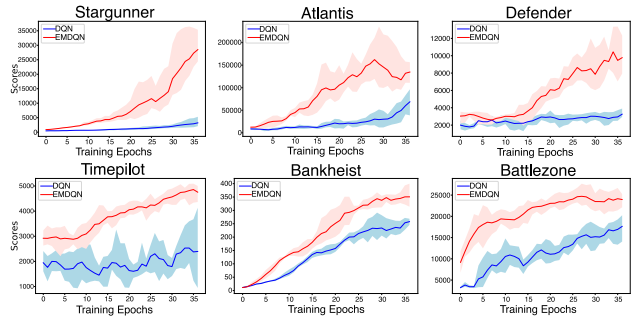 Stargunner
DQN
EMDQN
35000
30000
25000
20000
15000
10000
5000
0
Scores
0 5 10 15 20 25 30 35
Training Epochs
Atlantis
DQN
EMDQN
200000
150000
100000
50000
0
0 5 10 15 20 25 30 35
Training Epochs
Defender
DQN
EMDQN
12000
10000
8000
6000
4000
2000
0 5 10 15 20 25 30 35
Training Epochs
Timepilot
DQN
EMDQN
5000
4000
3000
2000
1000
Scores
0 5 10 15 20 25 30 35
Training Epochs
Bankheist
DQN
EMDQN
400
350
300
250
200
150
100
50
0
0 5 10 15 20 25 30 35
Training Epochs
Battlezone
DQN
EMDQN
25000
20000
15000
10000
5000
0
0 5 10 15 20 25 30 35
Training Epochs